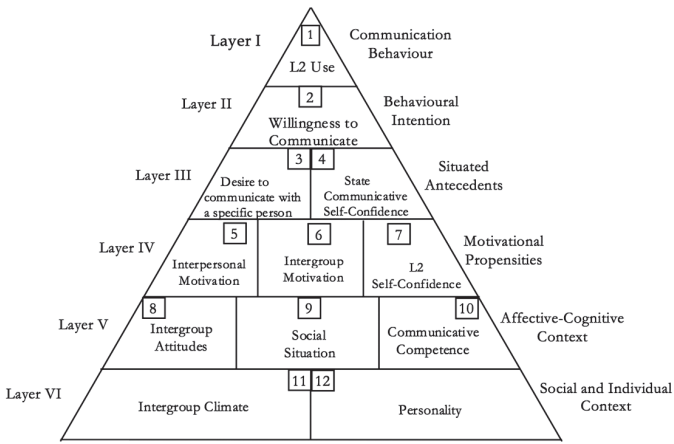 Layer I
1
Communication
Behaviour
L2 Use
Layer II
2
Behavioural
Intention
Willingness to
Communicate
Layer III
3
4
Situated
Antecedents
Desire to
communicate with
a specific person
State
Communicative
Self-Confidence
Layer IV
5
6
7
Motivational
Propensities
Interpersonal
Motivation
Intergroup
Motivation
L2
Self-Confidence
Layer V
8
9
10
Affective-Cognitive
Context
Intergroup
Attitudes
Social
Situation
Communicative
Competence
Layer VI
11
12
Social and Individual
Context
Intergroup Climate
Personality